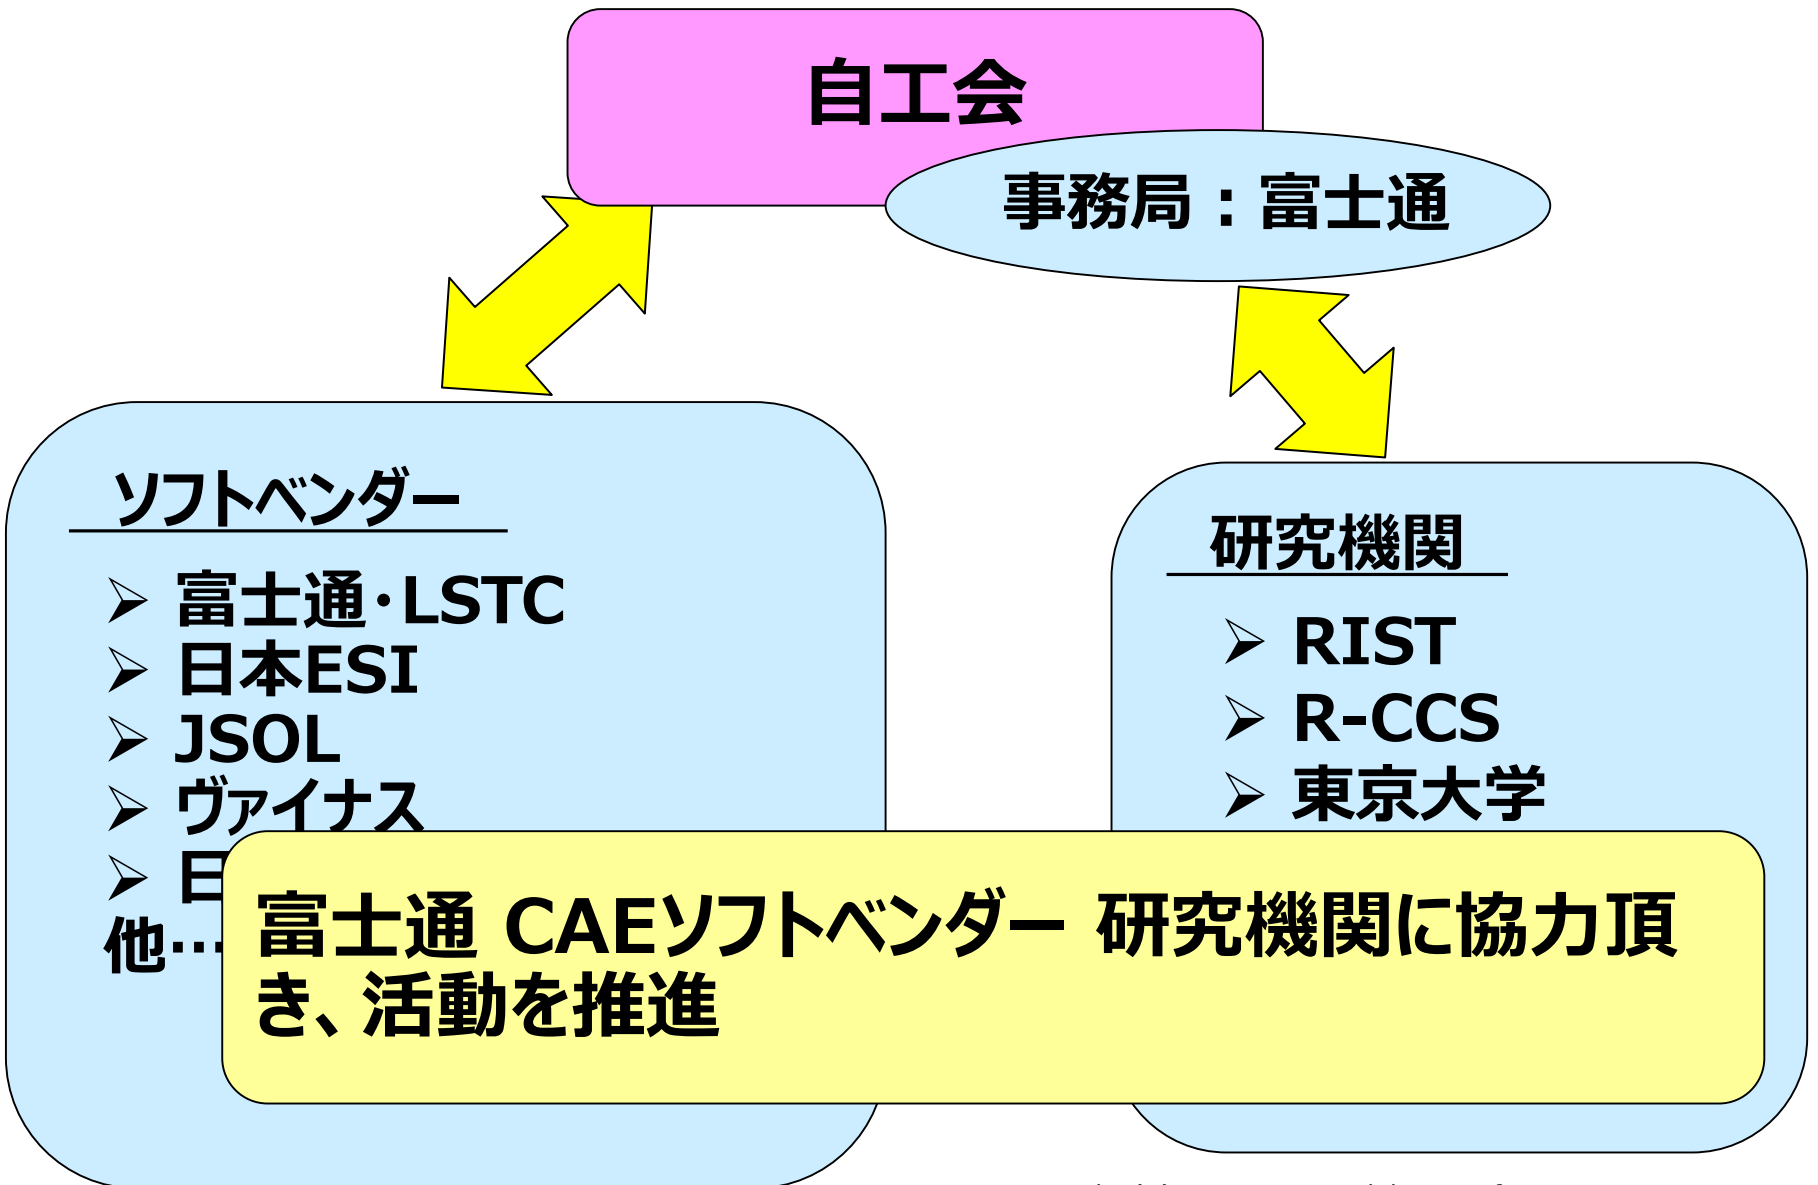 自工会
事務局：富士通
ソフトベンダー
➢ 富士通・LSTC
➢ 日本ESI
➢ JSOL
➢ ヴァイナス
➢
他…
研究機関
➢ RIST
➢ R-CCS
➢ 東京大学
富士通 CAEソフトベンダー 研究機関に協力頂
き、活動を推進